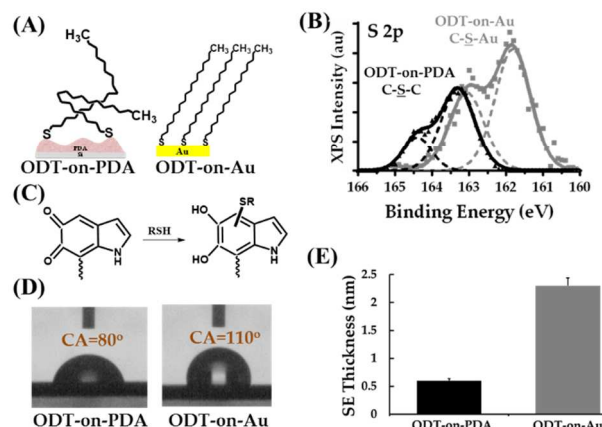 (A)
H₃C
CH₃
S
S
PDA
Si
ODT-on-PDA
CH₃ CH₃ CH₃
S S S
Au
ODT-on-Au
(B)
S 2p
ODT-on-Au
C-S-Au
ODT-on-PDA
C-S-C
XPS Intensity (au)
166 165 164 163 162 161 160
Binding Energy (eV)
(C)
O
O
N
H
RSH
SR
HO
HO
N
H
(D)
CA=80°
ODT-on-PDA
CA=110°
ODT-on-Au
(E)
SE Thickness (nm)
2.5
2
1.5
1
0.5
0
ODT-on-PDA
ODT-on-Au